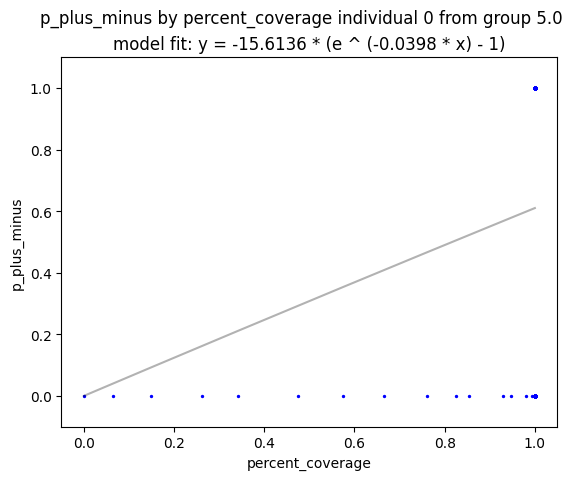 p_plus_minus by percent_coverage individual 0 from group 5.0
model fit: y = -15.6136 * (e ^ (-0.0398 * x) - 1)
1.0
0.8
0.6
0.4
0.2
0.0
p_plus_minus
0.0 0.2 0.4 0.6 0.8 1.0
percent_coverage